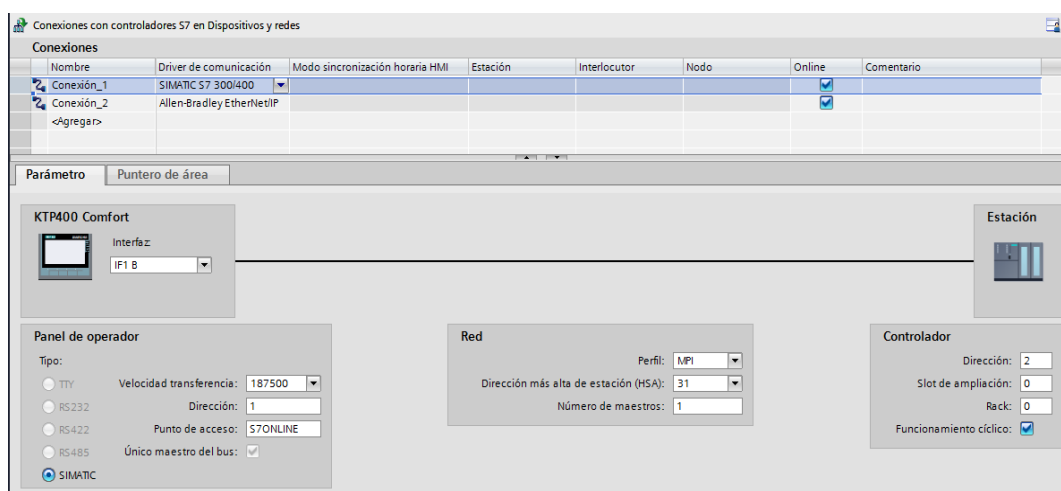 Conexiones con controladores S7 en Dispositivos y redes
Conexiones
Nombre Driver de comunicación Modo sincronización horaria HMI Estación Interlocutor Nodo Online Comentario
Conexión_1 SIMATIC S7 300/400
Conexión_2 Allen-Bradley EtherNet/IP
<Agregar>
Parámetro Puntero de área
KTP400 Comfort Estación
Interfaz:
IF1 B
Panel de operador Red Controlador
Tipo: Perfil: MPI Dirección: 2
TTY Velocidad transferencia: 187500 Dirección más alta de estación (HSA): 31 Slot de ampliación: 0
RS232 Dirección: 1 Número de maestros: 1 Rack: 0
RS422 Punto de acceso: S7ONLINE Funcionamiento cíclico:
RS485 Único maestro del bus:
SIMATIC